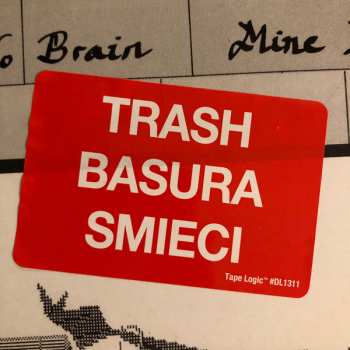 Brain
Mine
TRASH
BASURA
SMIECI
Tape Logic™ #DL1311